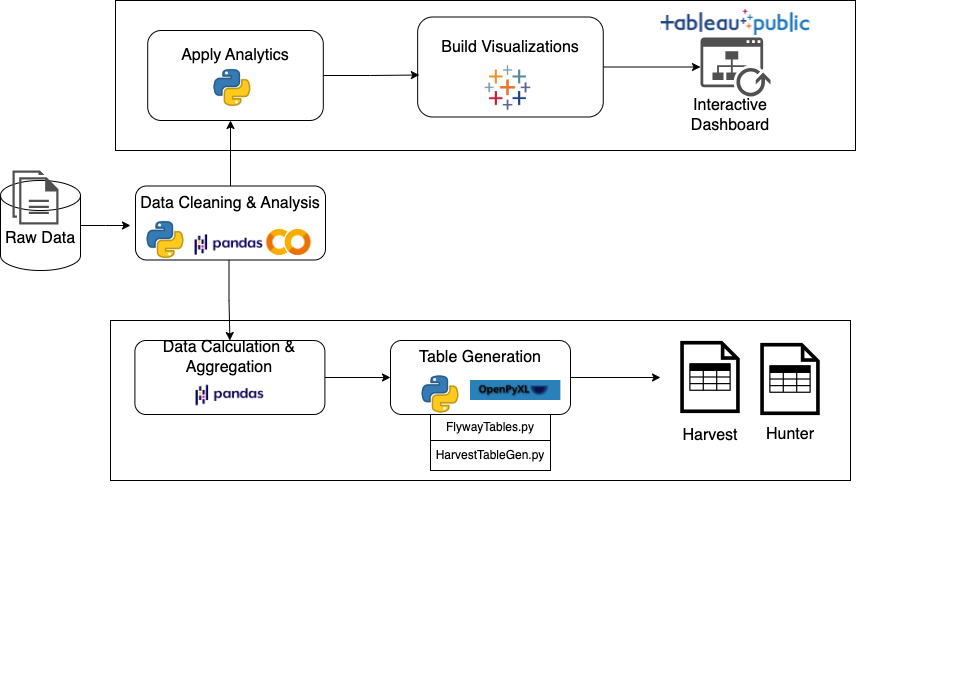 tableau public
Apply Analytics
Build Visualizations
Interactive
Dashboard
Data Cleaning & Analysis
pandas
Raw Data
Data Calculation &
Aggregation
pandas
Table Generation
OpenPyXL
FlywayTables.py
HarvestTableGen.py
Harvest
Hunter